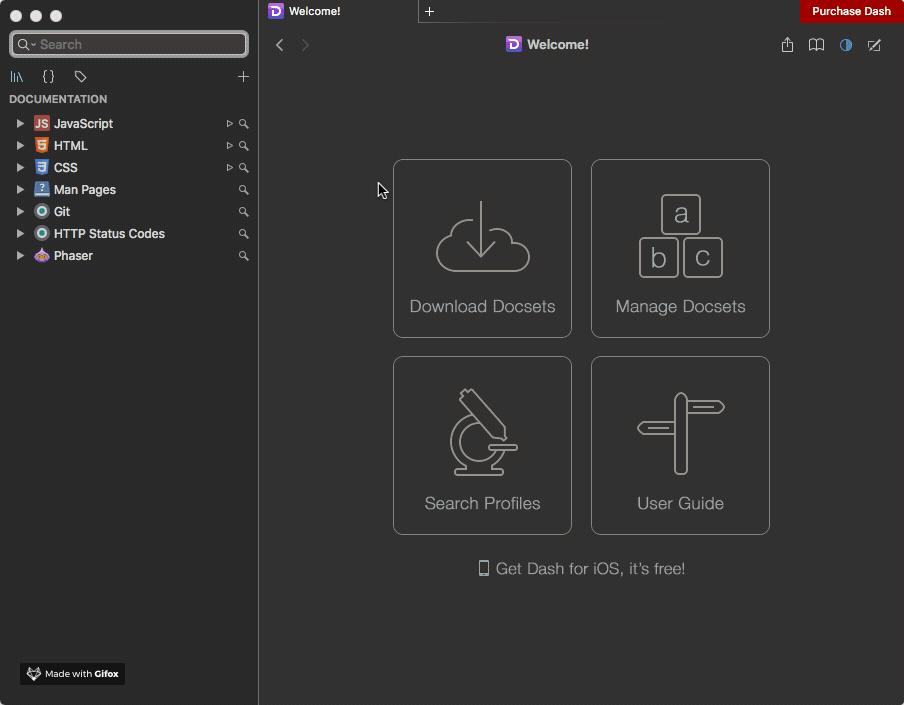 Welcome!
Purchase Dash
Search
Welcome!
DOCUMENTATION
JS JavaScript
HTML
CSS
Man Pages
Git
HTTP Status Codes
Phaser
a
b c
Download Docsets
Manage Docsets
Search Profiles
User Guide
Get Dash for iOS, it's free!
Made with Gifox